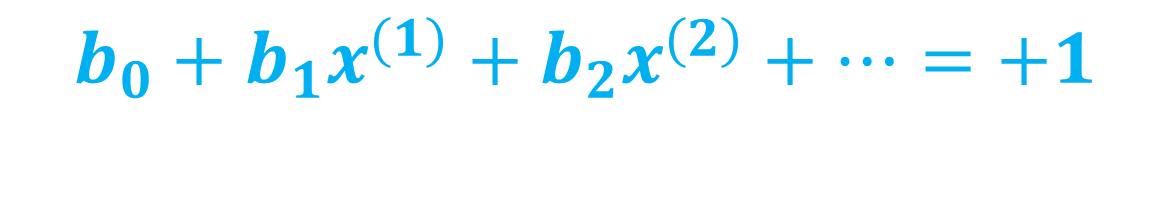 b₀ + b₁x⁽¹⁾ + b₂x⁽²⁾ + ⋯ = +1